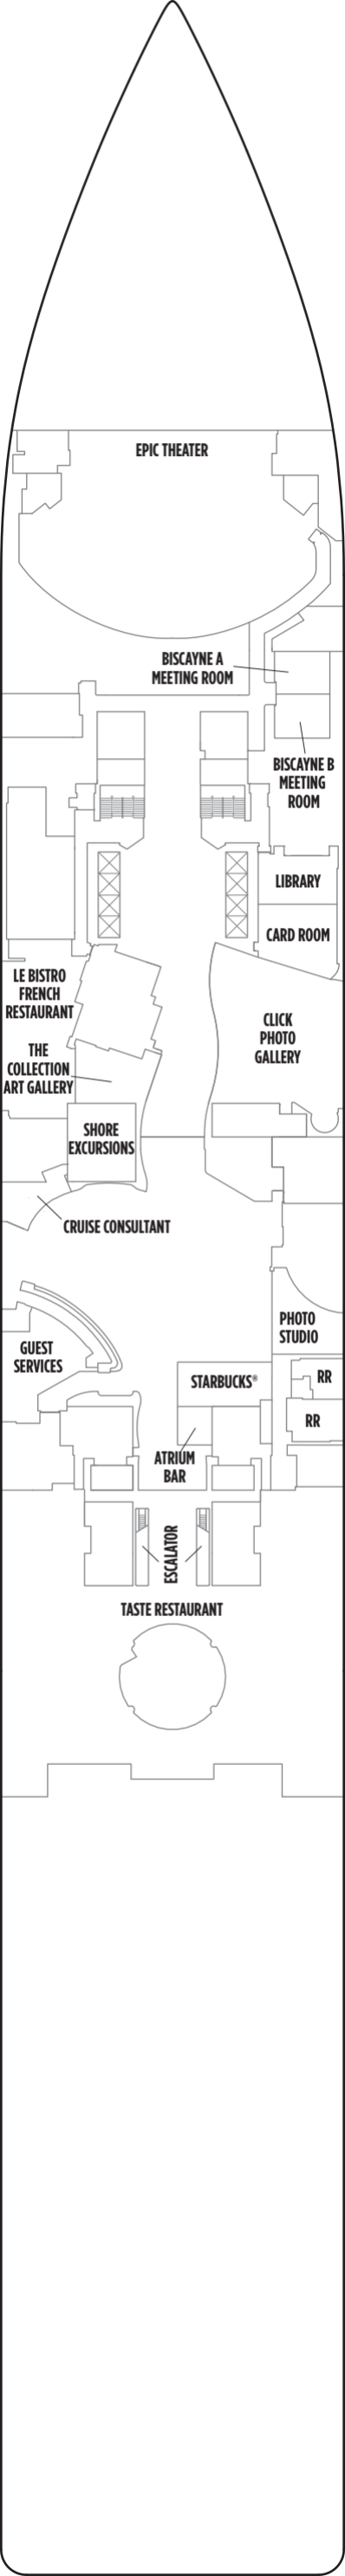 EPIC THEATER
BISCAYNE A
MEETING ROOM
BISCAYNE B
MEETING
ROOM
LIBRARY
CARD ROOM
LE BISTRO
FRENCH
RESTAURANT
CLICK
PHOTO
GALLERY
THE
COLLECTION
ART GALLERY
SHORE
EXCURSIONS
CRUISE CONSULTANT
PHOTO
STUDIO
GUEST
SERVICES
STARBUCKS®
RR
RR
ATRIUM
BAR
ESCALATOR
TASTE RESTAURANT